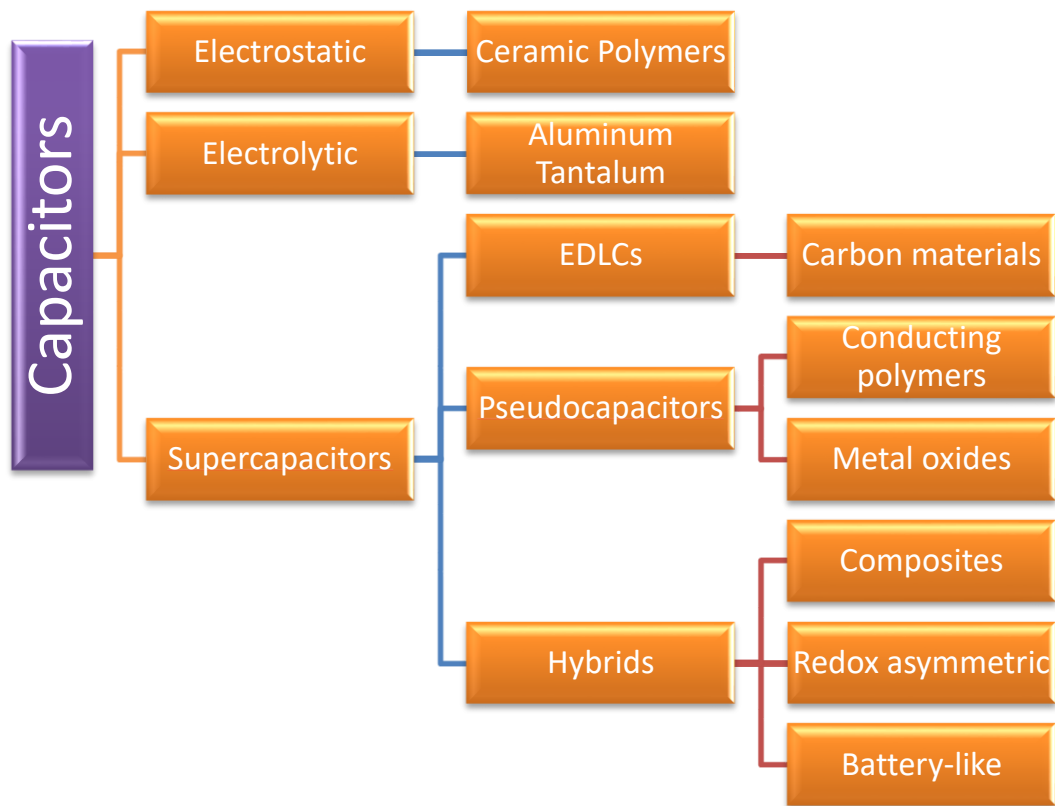 Capacitors
Electrostatic
Ceramic Polymers
Electrolytic
Aluminum
Tantalum
Supercapacitors
EDLCs
Carbon materials
Pseudocapacitors
Conducting
polymers
Metal oxides
Hybrids
Composites
Redox asymmetric
Battery-like